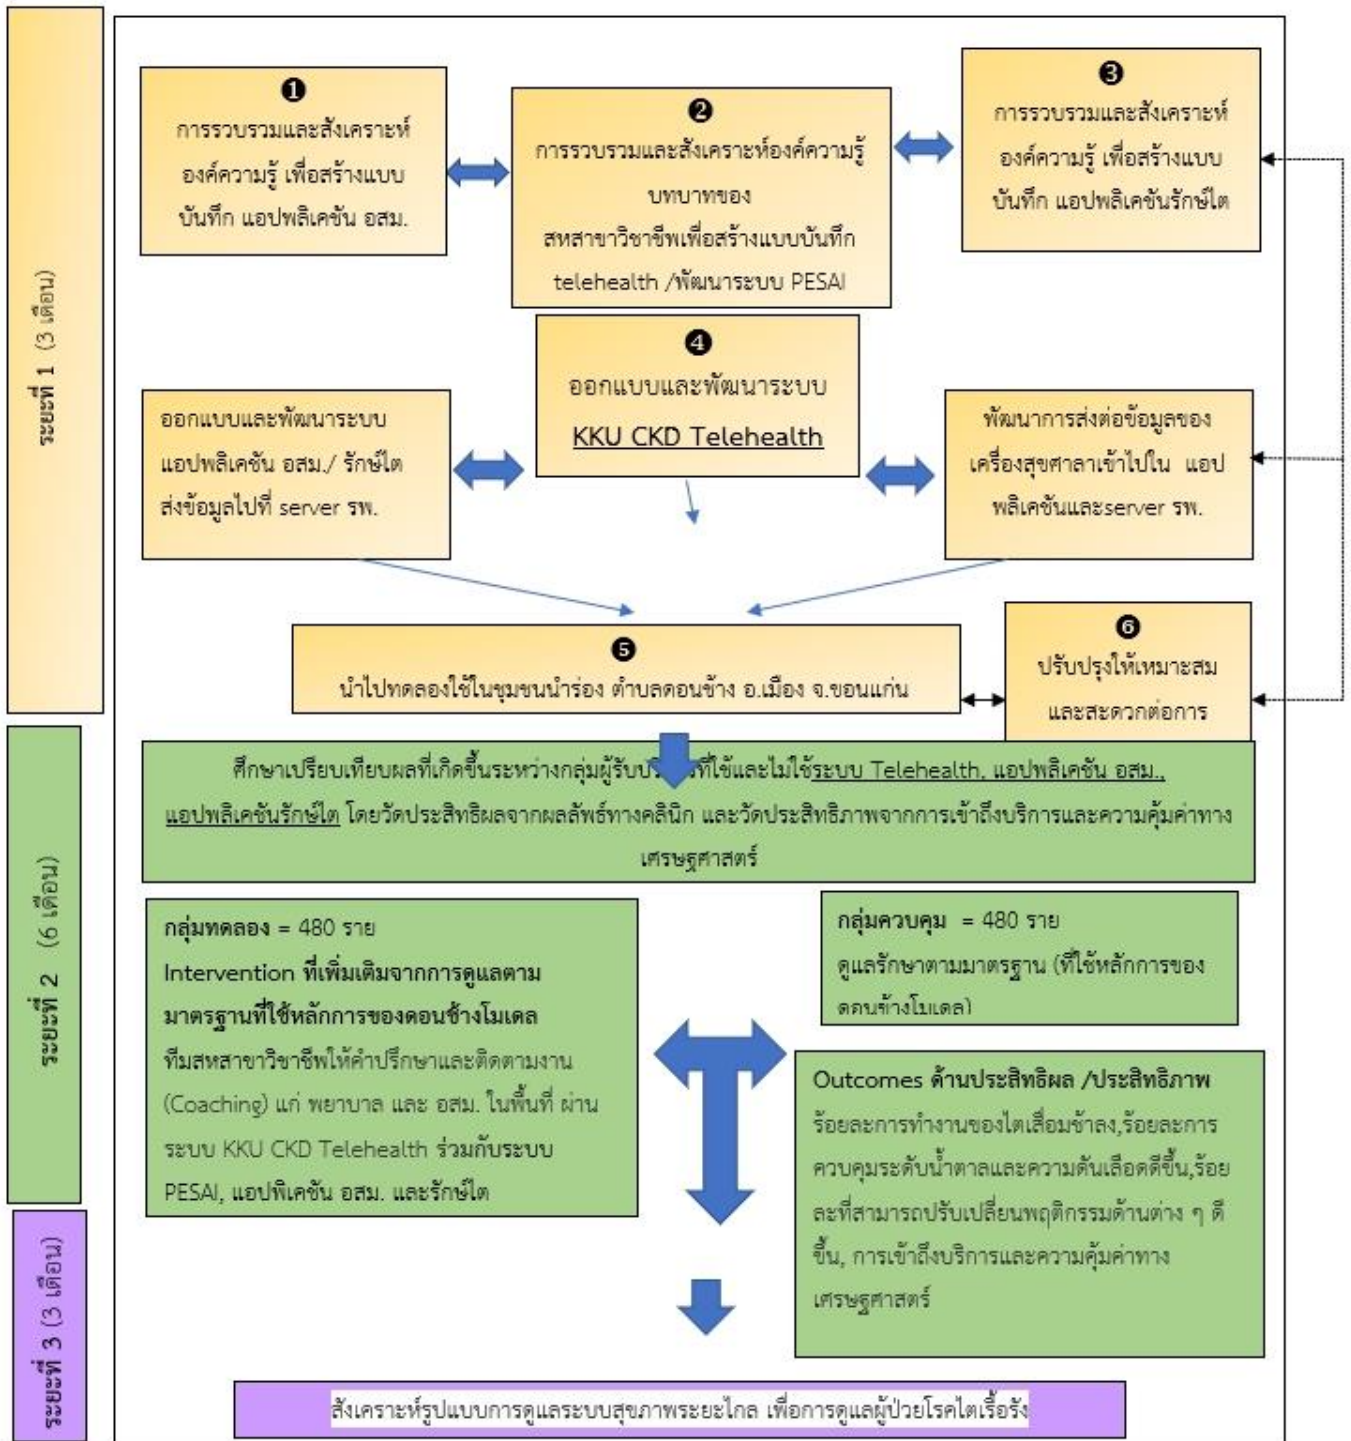 ระยะที่ 1 (3 เดือน)
❶
การรวบรวมและสังเคราะห์
องค์ความรู้ เพื่อสร้างแบบ
บันทึก แอปพลิเคชัน อสม.
❷
การรวบรวมและสังเคราะห์องค์ความรู้
บทบาทของ
สหสาขาวิชาชีพเพื่อสร้างแบบบันทึก
telehealth /พัฒนาระบบ PESAI
❸
การรวบรวมและสังเคราะห์
องค์ความรู้ เพื่อสร้างแบบ
บันทึก แอปพลิเคชันรักษ์ไต
❹
ออกแบบและพัฒนาระบบ
KKU CKD Telehealth
ออกแบบและพัฒนาระบบ
แอปพลิเคชัน อสม./ รักษ์ไต
ส่งข้อมูลไปที่ server รพ.
พัฒนาการส่งต่อข้อมูลของ
เครื่องสุขศาลาเข้าไปใน แอป
พลิเคชันและserver รพ.
❺
นำไปทดลองใช้ในชุมชนนำร่อง ตำบลดอนช้าง อ.เมือง จ.ขอนแก่น
❻
ปรับปรุงให้เหมาะสม
และสะดวกต่อการ
ระยะที่ 2 (6 เดือน)
ศึกษาเปรียบเทียบผลที่เกิดขึ้นระหว่างกลุ่มผู้รับ ที่ใช้และไม่ใช้ระบบ Telehealth, แอปพลิเคชัน อสม.,
แอปพลิเคชันรักษ์ไต โดยวัดประสิทธิผลจากผลลัพธ์ทางคลินิก และวัดประสิทธิภาพจากการเข้าถึงบริการและความคุ้มค่าทาง
เศรษฐศาสตร์
กลุ่มทดลอง = 480 ราย
Intervention ที่เพิ่มเติมจากการดูแลตาม
มาตรฐานที่ใช้หลักการของดอนช้างโมเดล
ทีมสหสาขาวิชาชีพให้คำปรึกษาและติดตามงาน
(Coaching) แก่ พยาบาล และ อสม. ในพื้นที่ ผ่าน
ระบบ KKU CKD Telehealth ร่วมกับระบบ
PESAI, แอปพิเคชัน อสม. และรักษ์ไต
กลุ่มควบคุม = 480 ราย
ดูแลรักษาตามมาตรฐาน (ที่ใช้หลักการของ
ดอนช้างโมเดล)
Outcomes ด้านประสิทธิผล /ประสิทธิภาพ
ร้อยละการทำงานของไตเสื่อมช้าลง,ร้อยละการ
ควบคุมระดับน้ำตาลและความดันเลือดดีขึ้น,ร้อย
ละที่สามารถปรับเปลี่ยนพฤติกรรมด้านต่าง ๆ ดี
ขึ้น, การเข้าถึงบริการและความคุ้มค่าทาง
เศรษฐศาสตร์
ระยะที่ 3 (3 เดือน)
สังเคราะห์รูปแบบการดูแลระบบสุขภาพระยะไกล เพื่อการดูแลผู้ป่วยโรคไตเรื้อรัง